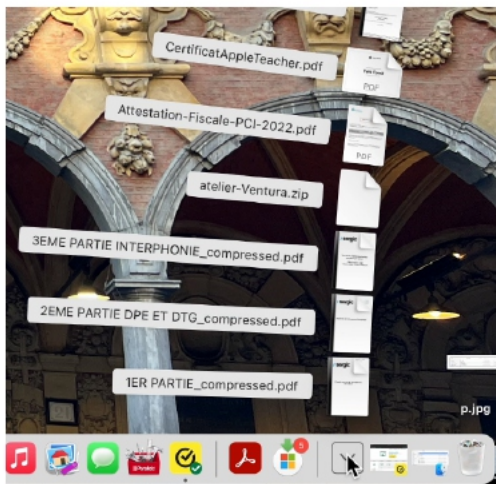 CertificatAppleTeacher.pdf
PDF
Attestation-Fiscale-PCI-2022.pdf
PDF
atelier-Ventura.zip
3EME PARTIE INTERPHONIE_compressed.pdf
2EME PARTIE DPE ET DTG_compressed.pdf
1ER PARTIE_compressed.pdf
p.jpg
5